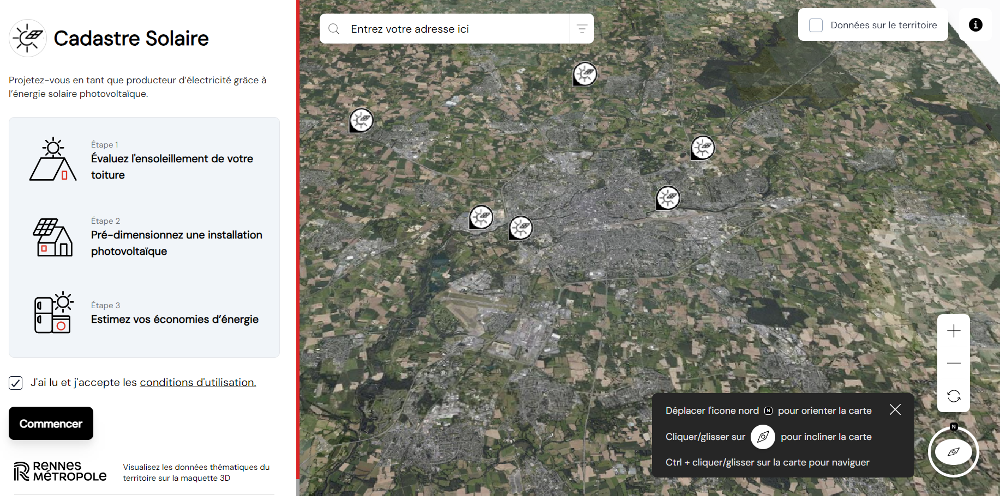 Cadastre Solaire
Projetez-vous en tant que producteur d’électricité grâce à
l’énergie solaire photovoltaïque.
Étape 1
Évaluez l'ensoleillement de votre
toiture
Étape 2
Pré-dimensionnez une installation
photovoltaïque
Étape 3
Estimez vos économies d’énergie
J'ai lu et j'accepte les conditions d'utilisation.
Commencer
RENNES
MÉTROPOLE
Visualisez les données thématiques du
territoire sur la maquette 3D
Entrez votre adresse ici
Données sur le territoire
Déplacer l'icone nord N pour orienter la carte
Cliquer/glisser sur pour incliner la carte
Ctrl + cliquer/glisser sur la carte pour naviguer
N